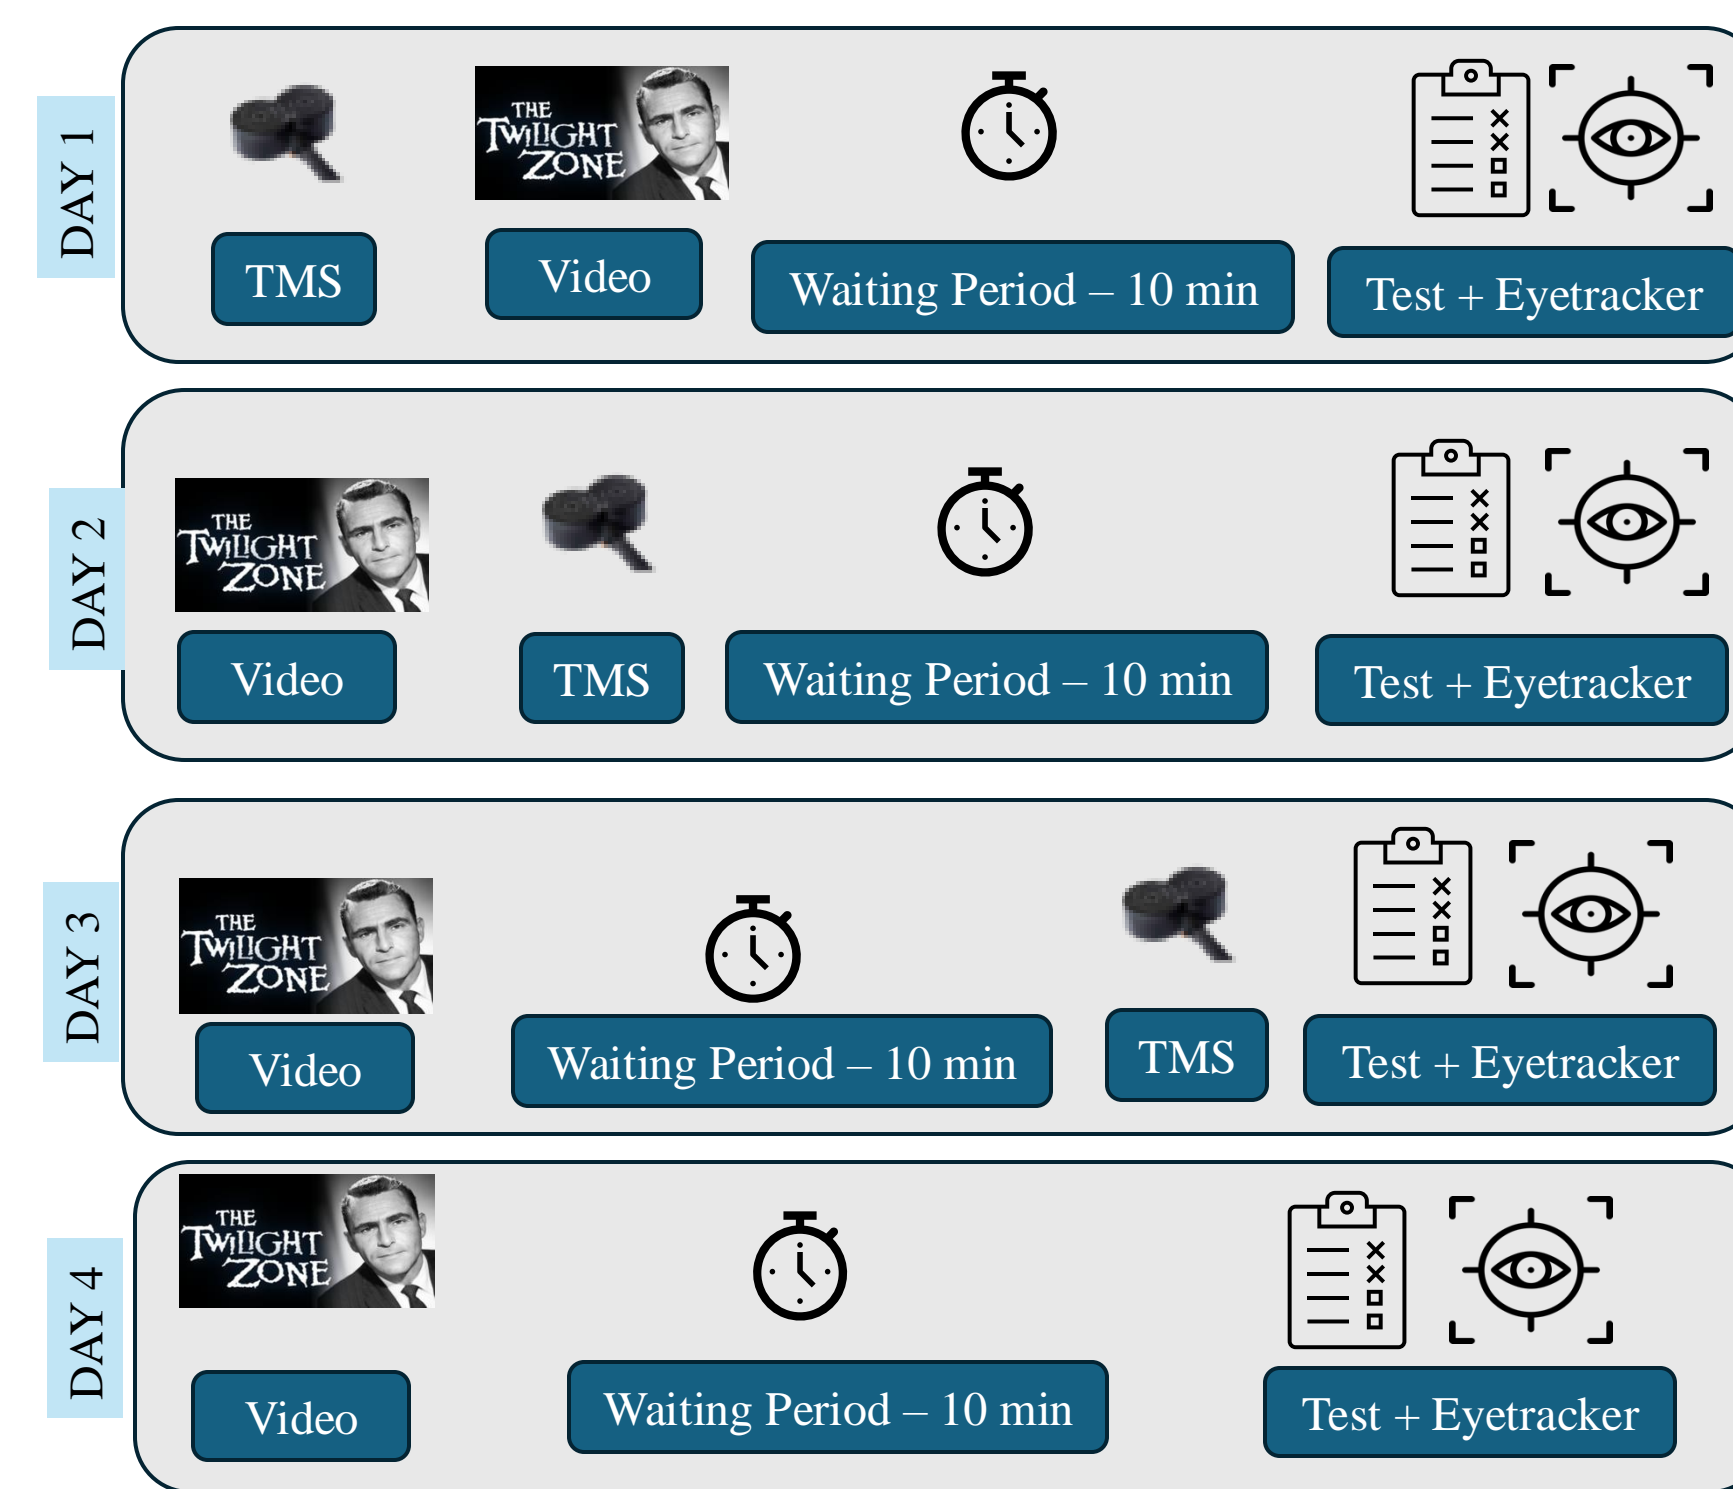 DAY 1
THE
TWILIGHT
ZONE
TMS
Video
Waiting Period – 10 min
Test + Eyetracker
DAY 2
THE
TWILIGHT
ZONE
Video
TMS
Waiting Period – 10 min
Test + Eyetracker
DAY 3
THE
TWILIGHT
ZONE
Video
Waiting Period – 10 min
TMS
Test + Eyetracker
DAY 4
THE
TWILIGHT
ZONE
Video
Waiting Period – 10 min
Test + Eyetracker